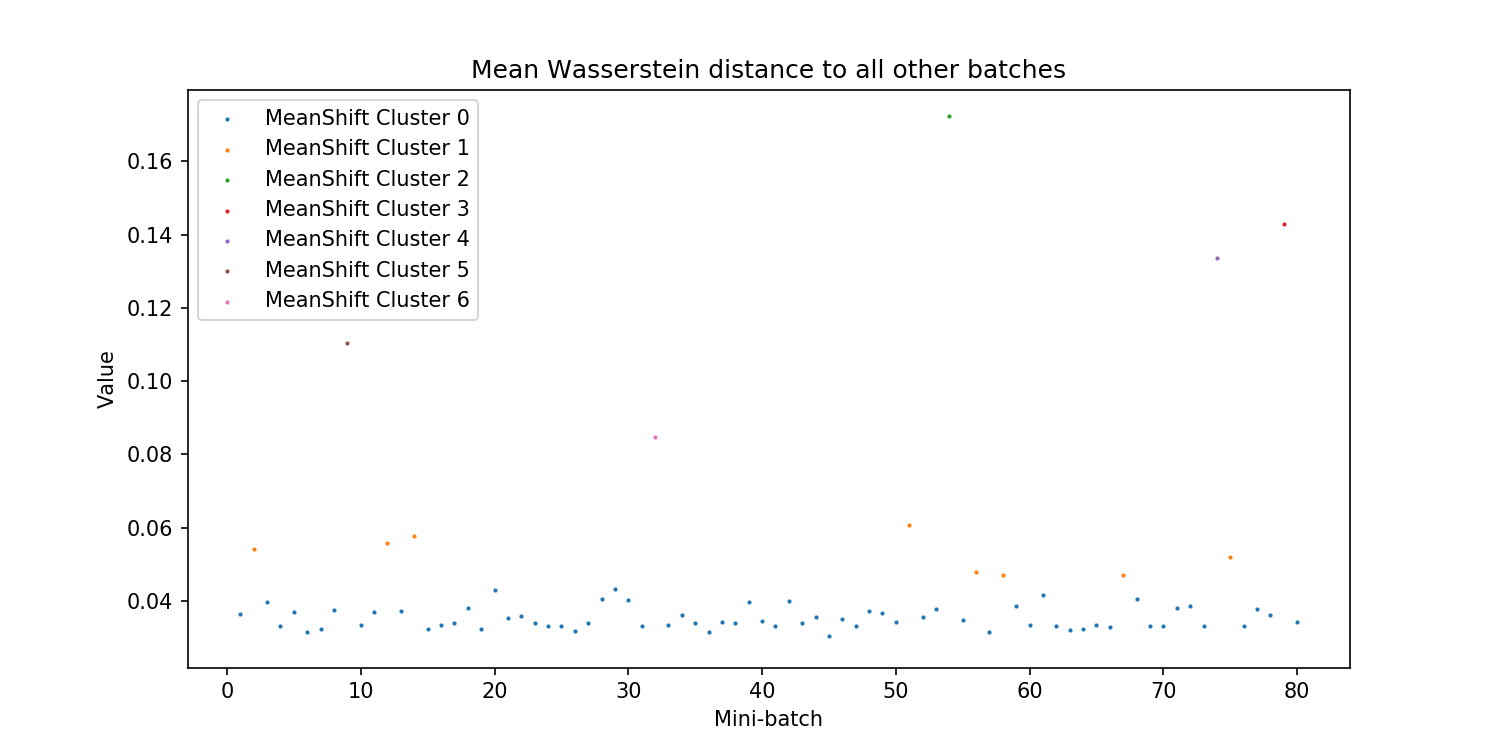 Mean Wasserstein distance to all other batches
MeanShift Cluster 0
MeanShift Cluster 1
MeanShift Cluster 2
MeanShift Cluster 3
MeanShift Cluster 4
MeanShift Cluster 5
MeanShift Cluster 6
0.16
0.14
0.12
0.10
0.08
0.06
0.04
Value
0 10 20 30 40 50 60 70 80
Mini-batch